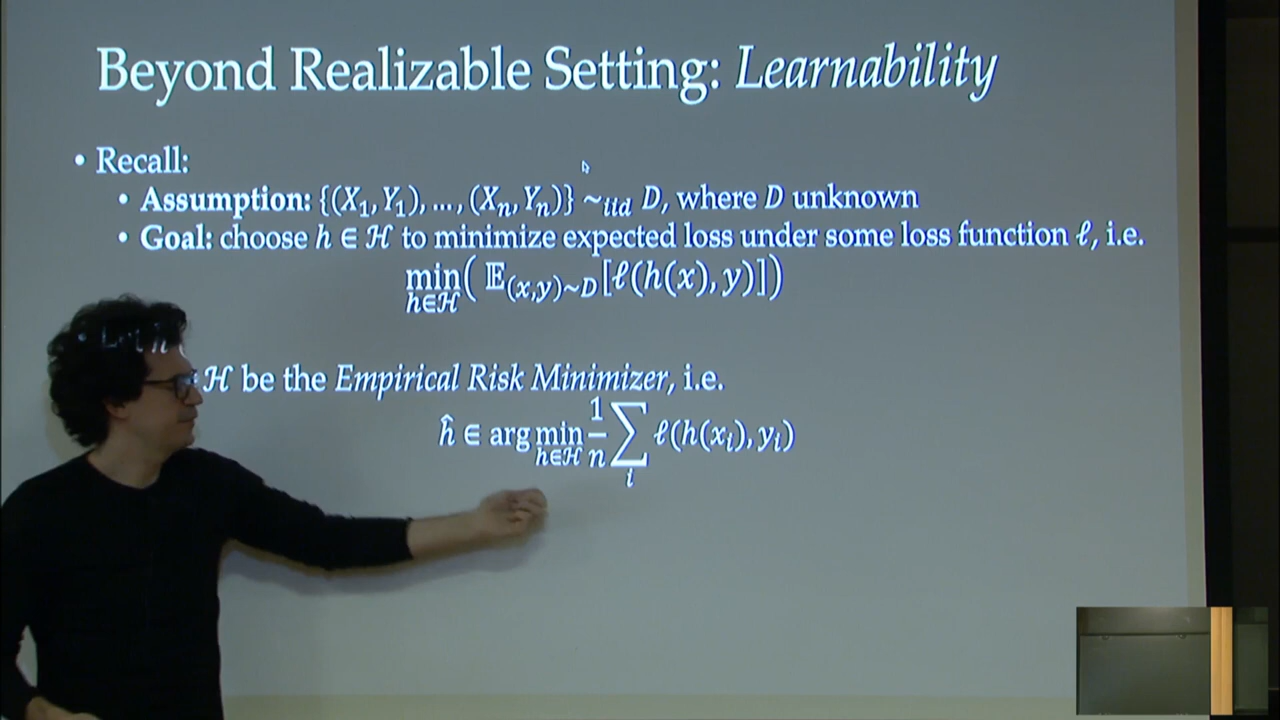 Beyond Realizable Setting: Learnability
• Recall:
• Assumption: {(X₁, Y₁), … , (Xₙ, Yₙ)} ~iid D, where D unknown
• Goal: choose h ∈ ℋ to minimize expected loss under some loss function ℓ, i.e.
min h∈ℋ ( 𝔼(x,y)~D [ℓ(h(x), y)])
• Let ℋ be the Empirical Risk Minimizer, i.e.
ĥ ∈ arg min h∈ℋ 1/n ∑ᵢ ℓ(h(xᵢ), yᵢ)